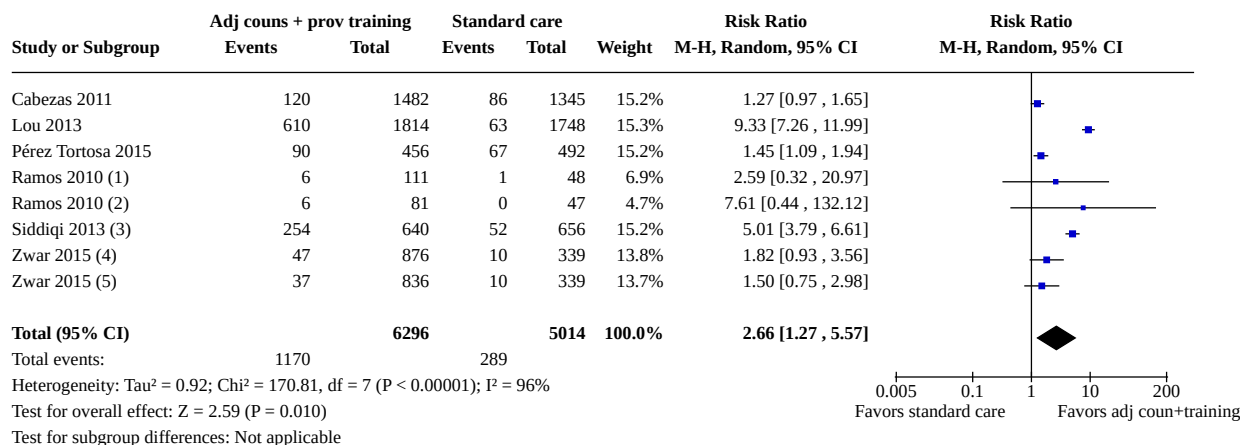 Adj couns + prov training Standard care Risk Ratio Risk Ratio
Study or Subgroup Events Total Events Total Weight M-H, Random, 95% CI M-H, Random, 95% CI
Cabezas 2011 120 1482 86 1345 15.2% 1.27 [0.97 , 1.65]
Lou 2013 610 1814 63 1748 15.3% 9.33 [7.26 , 11.99]
Pérez Tortosa 2015 90 456 67 492 15.2% 1.45 [1.09 , 1.94]
Ramos 2010 (1) 6 111 1 48 6.9% 2.59 [0.32 , 20.97]
Ramos 2010 (2) 6 81 0 47 4.7% 7.61 [0.44 , 132.12]
Siddiqi 2013 (3) 254 640 52 656 15.2% 5.01 [3.79 , 6.61]
Zwar 2015 (4) 47 876 10 339 13.8% 1.82 [0.93 , 3.56]
Zwar 2015 (5) 37 836 10 339 13.7% 1.50 [0.75 , 2.98]
Total (95% CI) 6296 5014 100.0% 2.66 [1.27 , 5.57]
Total events: 1170 289
Heterogeneity: Tau² = 0.92; Chi² = 170.81, df = 7 (P < 0.00001); I² = 96%
0.005 0.1 1 10 200
Test for overall effect: Z = 2.59 (P = 0.010) Favors standard care Favors adj coun+training
Test for subgroup differences: Not applicable